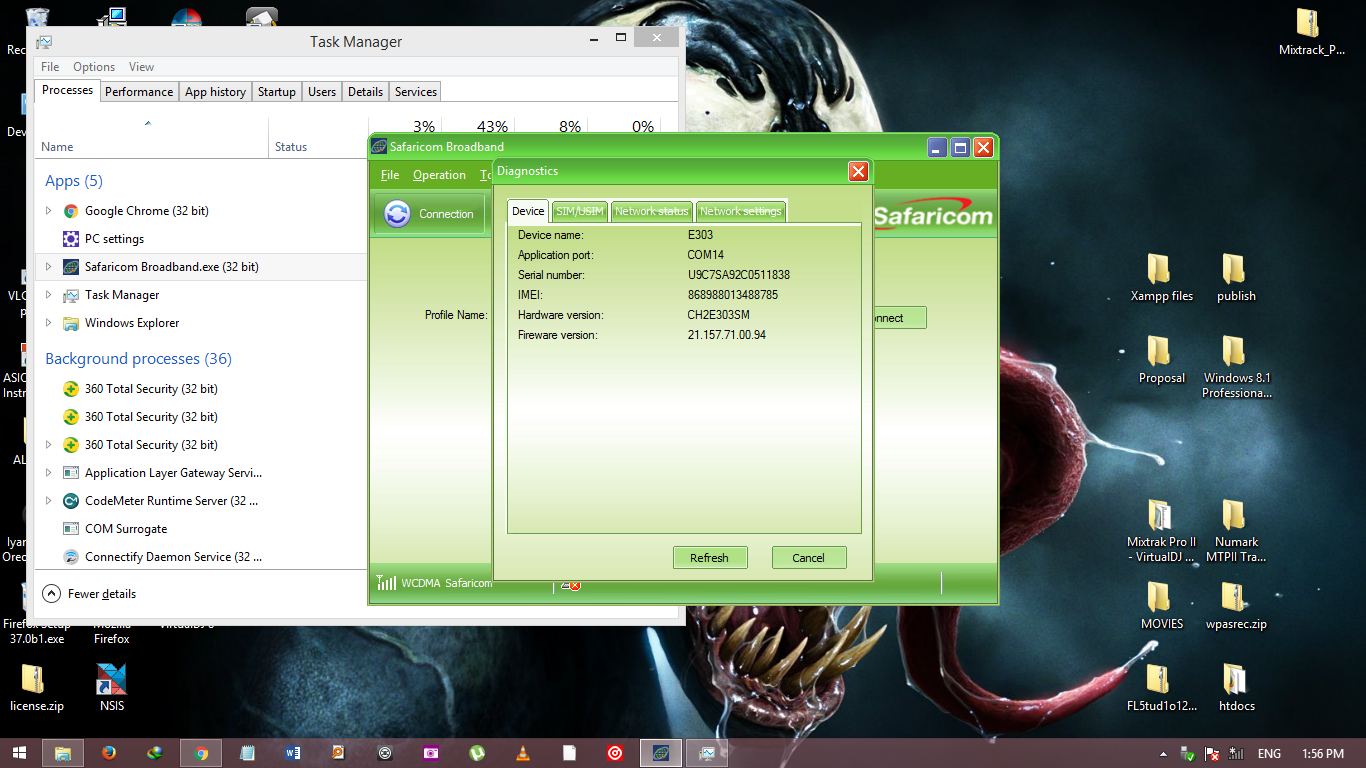 Task Manager
File Options View
Processes Performance App history Startup Users Details Services
3% 43% 8% 0%
Name Status
Apps (5)
Google Chrome (32 bit)
PC settings
Safaricom Broadband.exe (32 bit)
Task Manager
Windows Explorer
Background processes (36)
360 Total Security (32 bit)
360 Total Security (32 bit)
360 Total Security (32 bit)
Application Layer Gateway Servi...
CodeMeter Runtime Server (32 ...
COM Surrogate
Connectify Daemon Service (32 ...
Fewer details
Safaricom Broadband
File Operation
Connection
Safaricom
Profile Name:
WCDMA Safaricom
Diagnostics
Device SIM/USIM Network status Network settings
Device name: E303
Application port: COM14
Serial number: U9C7SA92C0511838
IMEI: 868988013488785
Hardware version: CH2E303SM
Fireware version: 21.157.71.00.94
Refresh Cancel
Mixtrack_P...
Xampp files
publish
Proposal
Windows 8.1
Professiona...
Mixtrak Pro II
- VirtualDJ ...
Numark
MTPII Tra...
MOVIES
wpasrec.zip
FL5tud1o12...
htdocs
37.0b1.exe
Firefox
license.zip
NSIS
ENG 1:56 PM